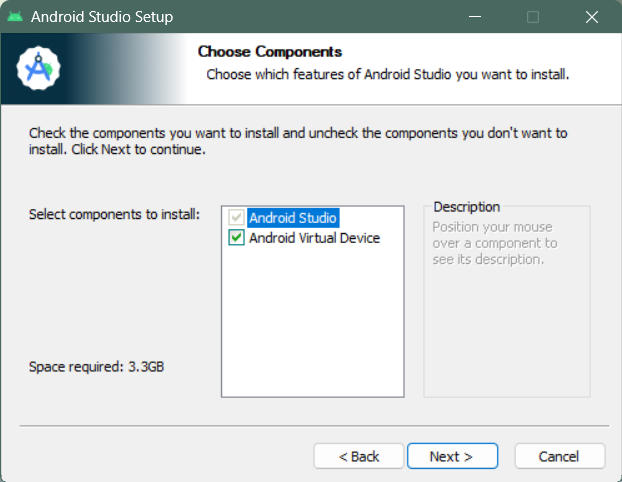 Android Studio Setup
Choose Components
Choose which features of Android Studio you want to install.
Check the components you want to install and uncheck the components you don't want to
install. Click Next to continue.
Select components to install:
Android Studio
Android Virtual Device
Description
Position your mouse
over a component to
see its description.
Space required: 3.3GB
< Back
Next >
Cancel